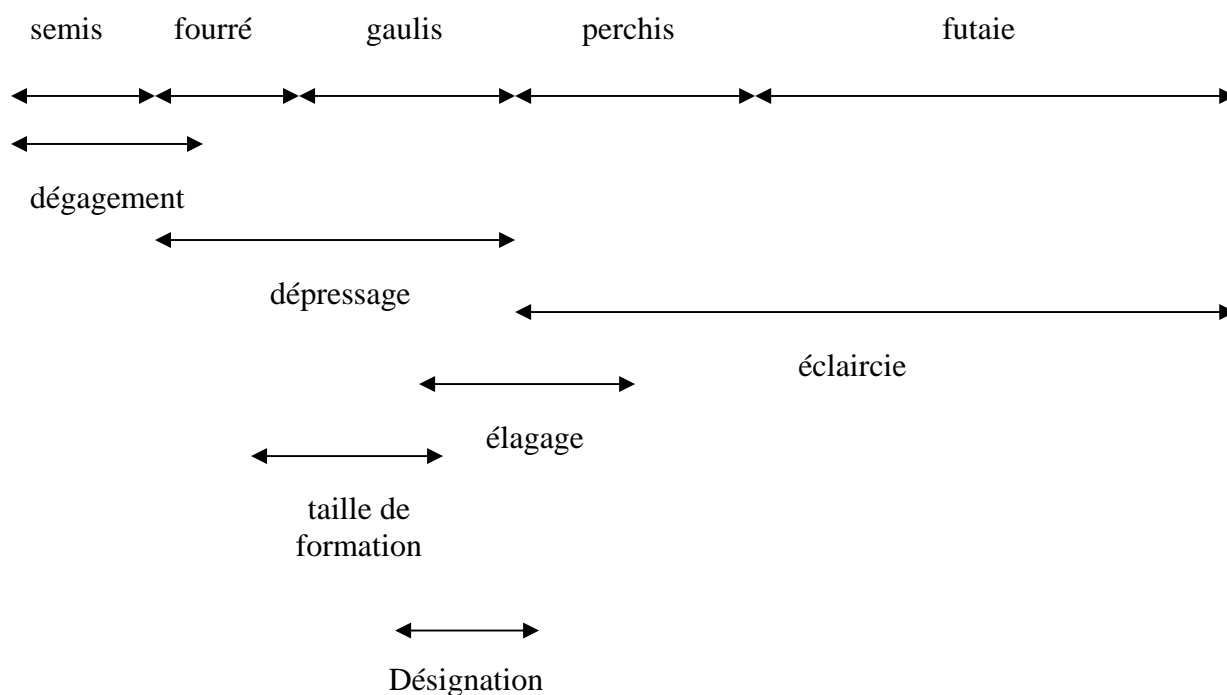 semis fourré gaulis perchis futaie
dégagement
dépressage
éclaircie
élagage
taille de
formation
Désignation